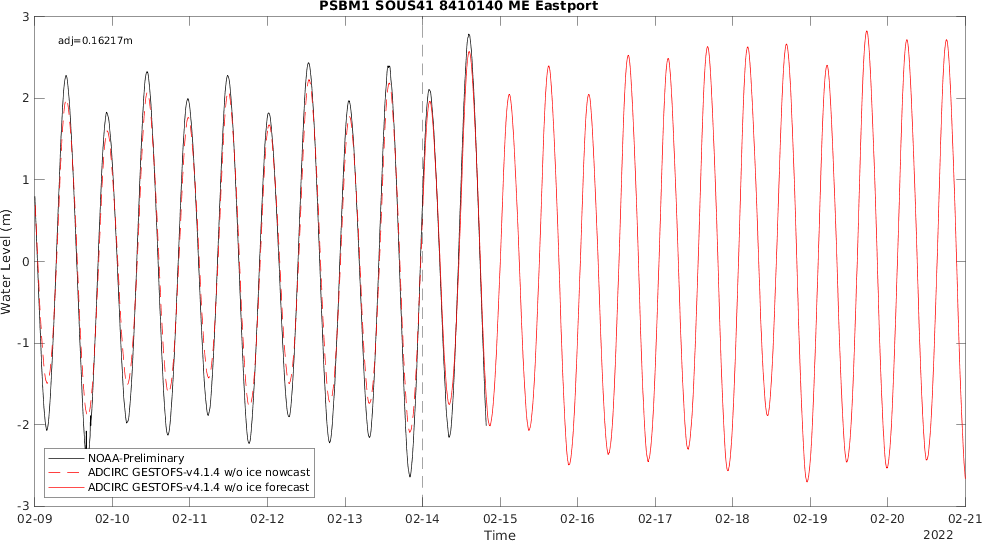 PSBM1 SOUS41 8410140 ME Eastport
adj=0.16217m
3
2
1
0
-1
-2
-3
Water Level (m)
NOAA-Preliminary
ADCIRC GESTOFS-v4.1.4 w/o ice nowcast
ADCIRC GESTOFS-v4.1.4 w/o ice forecast
02-09 02-10 02-11 02-12 02-13 02-14 02-15 02-16 02-17 02-18 02-19 02-20 02-21
Time
2022